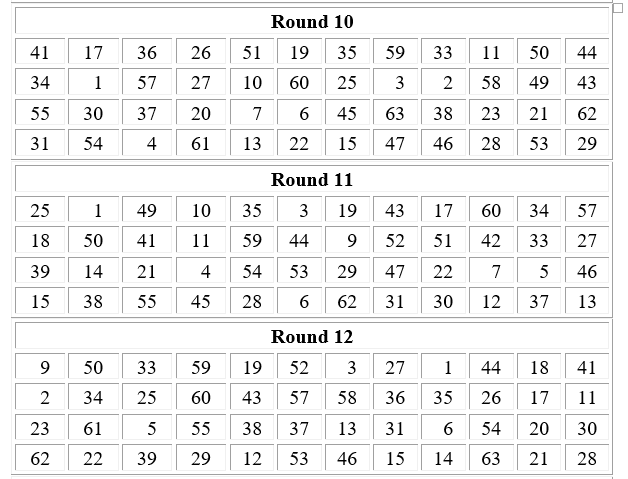 Round 10
41 17 36 26 51 19 35 59 33 11 50 44
34 1 57 27 10 60 25 3 2 58 49 43
55 30 37 20 7 6 45 63 38 23 21 62
31 54 4 61 13 22 15 47 46 28 53 29
Round 11
25 1 49 10 35 3 19 43 17 60 34 57
18 50 41 11 59 44 9 52 51 42 33 27
39 14 21 4 54 53 29 47 22 7 5 46
15 38 55 45 28 6 62 31 30 12 37 13
Round 12
9 50 33 59 19 52 3 27 1 44 18 41
2 34 25 60 43 57 58 36 35 26 17 11
23 61 5 55 38 37 13 31 6 54 20 30
62 22 39 29 12 53 46 15 14 63 21 28